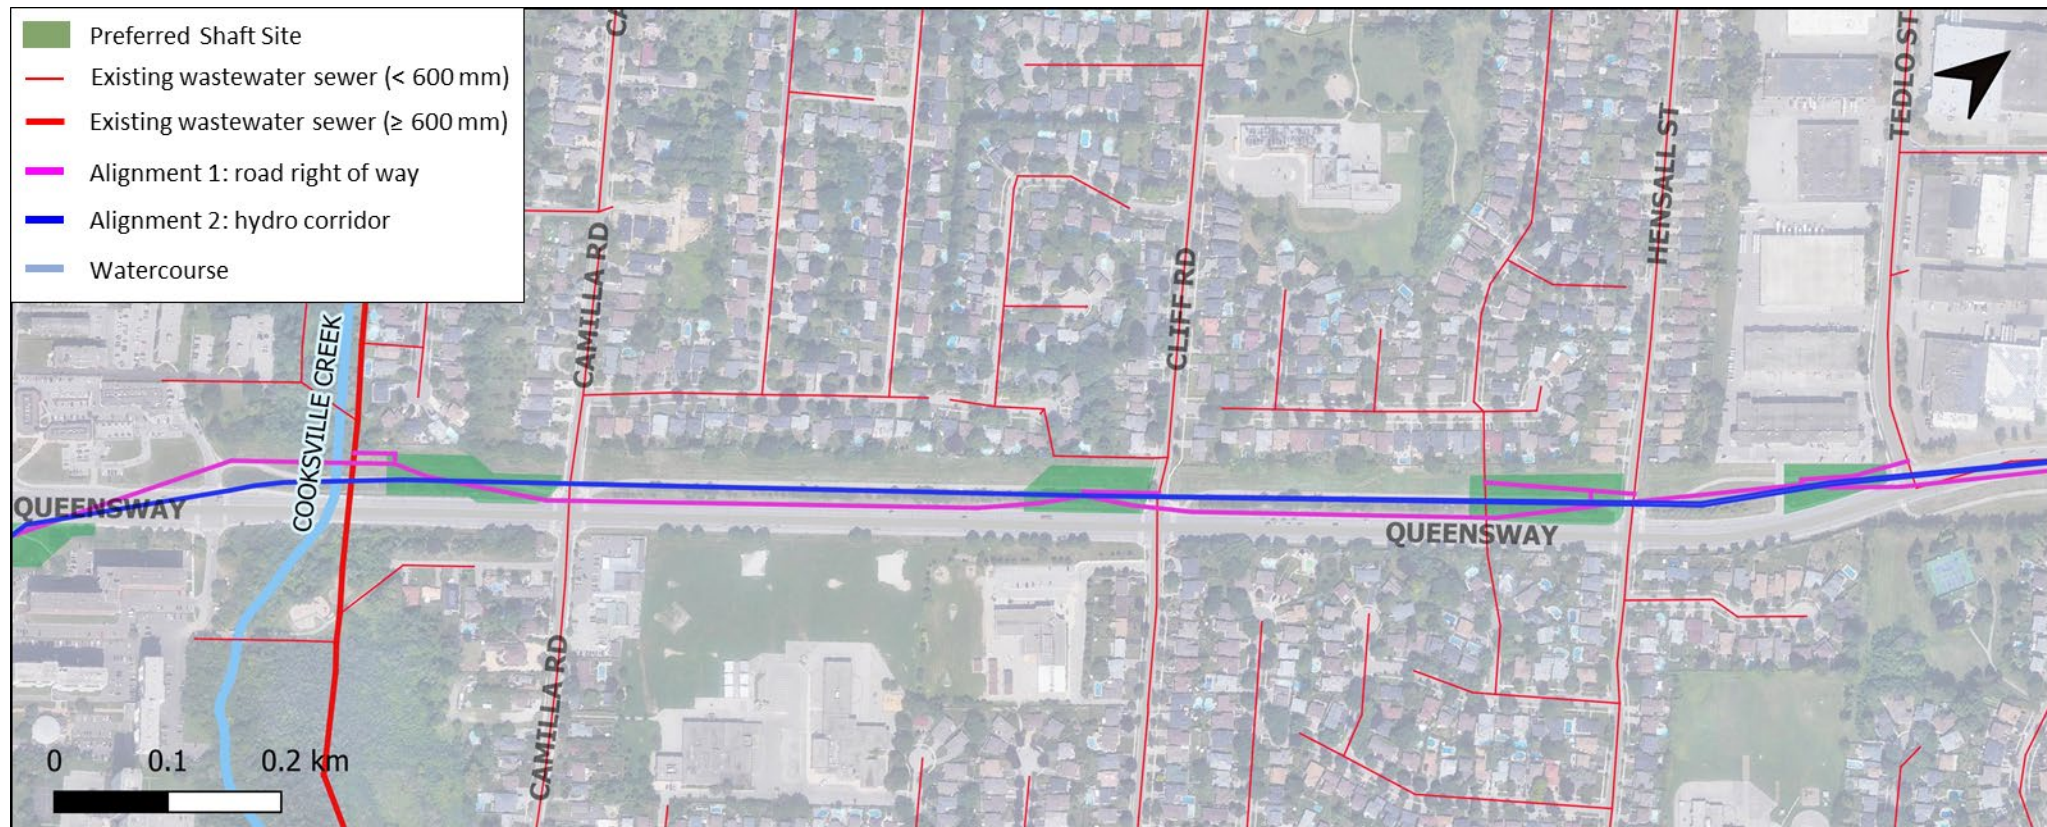 Preferred Shaft Site
Existing wastewater sewer (< 600 mm)
Existing wastewater sewer (≥ 600 mm)
Alignment 1: road right of way
Alignment 2: hydro corridor
Watercourse
CA
TEDLO ST
HENSALL ST
CAMILLA RD
CLIFF RD
COOKSVILLE CREEK
QUEENSWAY
QUEENSWAY
CAMILLA RD
0 0.1 0.2 km